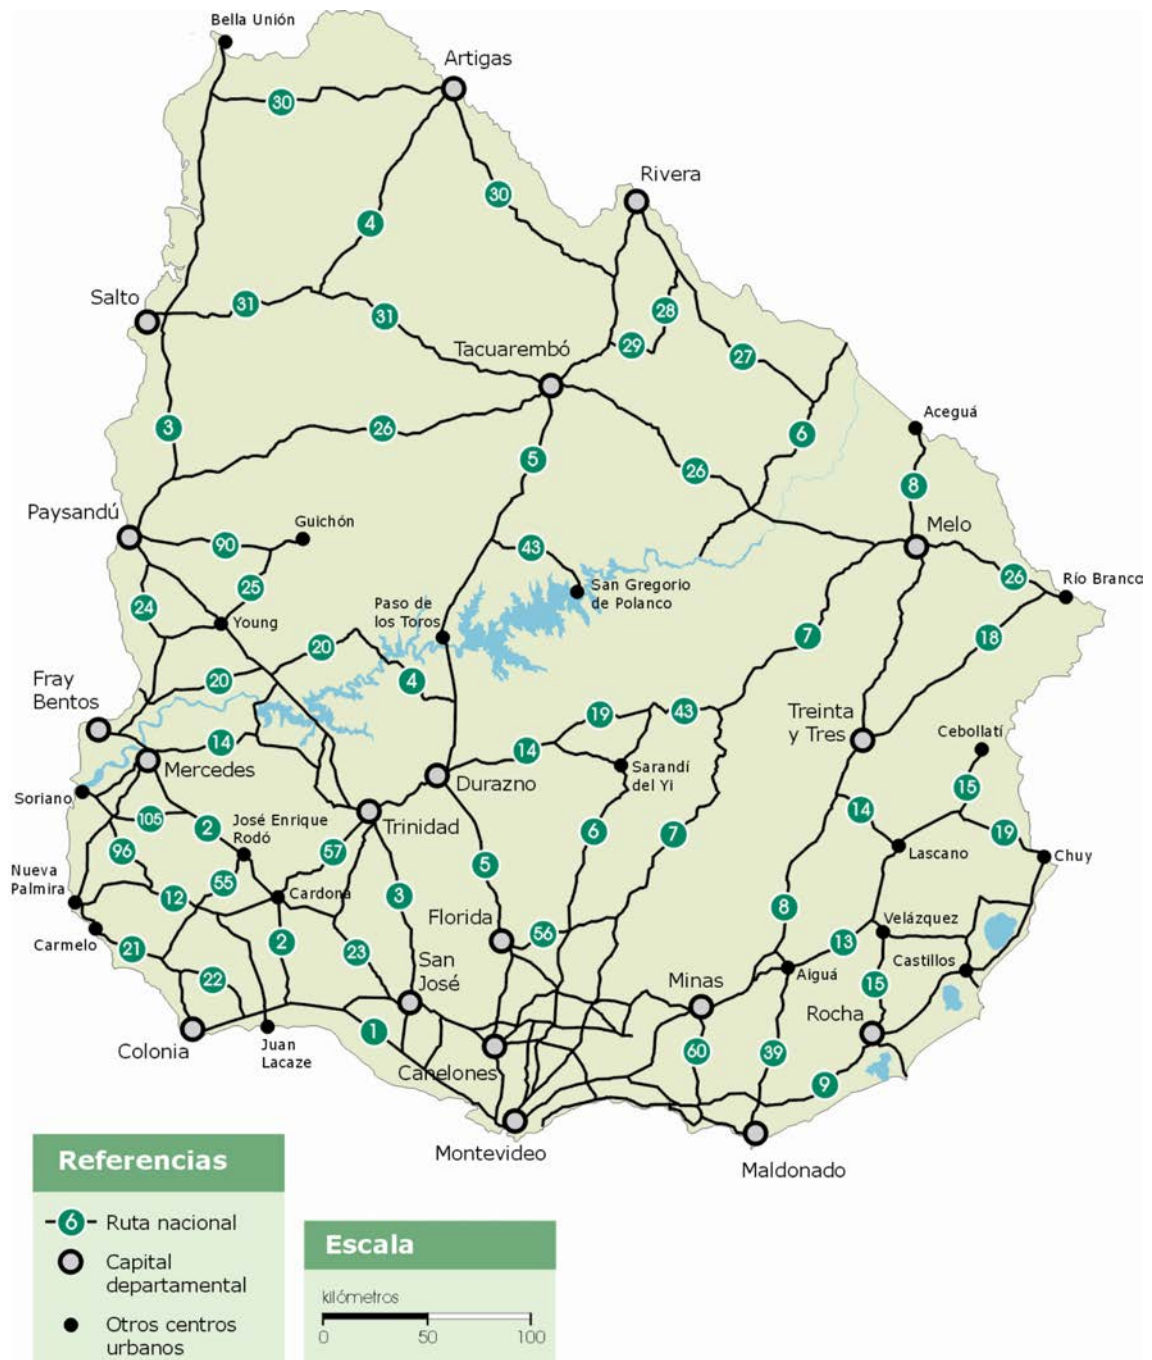 Bella Unión
Artigas
30
30
Rivera
4
Salto
31
31
28
29
27
Tacuarembó
3
26
6
Aceguá
5
26
8
Paysandú
Guichón
Melo
90
43
25
26
Río Branco
24
San Gregorio
de Polanco
Paso de
los Toros
Young
20
7
18
Fray
Bentos
20
4
19
43
Treinta
y Tres
Cebollatí
14
14
Mercedes
Durazno
Sarandí
del Yi
15
Soriano
105
2
José Enrique
Rodó
Trinidad
14
19
96
57
6
7
Lascano
Chuy
Nueva
Palmira
12
55
Cardona
3
5
8
Carmelo
21
2
23
Florida
56
13
Velázquez
22
San
José
Minas
Aiguá
Castillos
15
Rocha
Colonia
Juan
Lacaze
1
Canelones
60
39
9
Montevideo
Maldonado
Referencias
6
Ruta nacional
Capital
departamental
Otros centros
urbanos
Escala
kilómetros
0 50 100